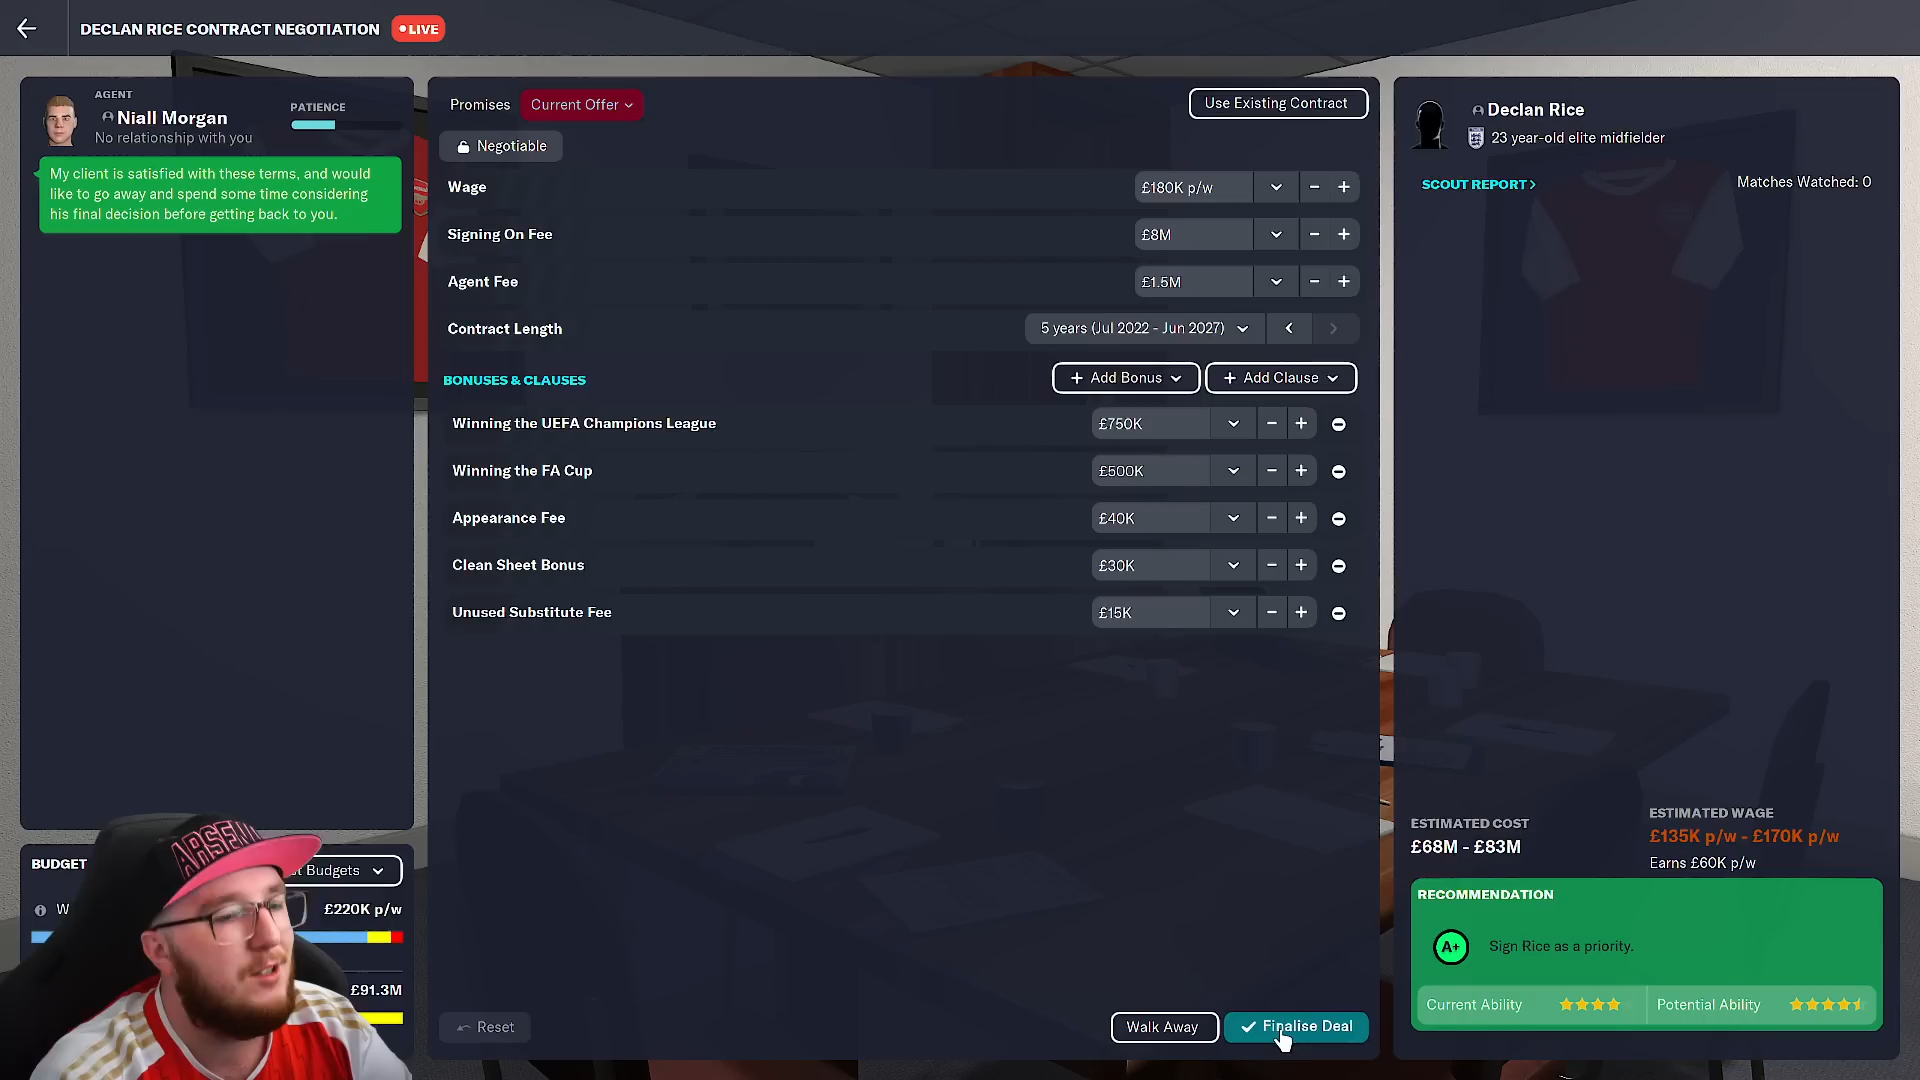 DECLAN RICE CONTRACT NEGOTIATION
LIVE
AGENT
Niall Morgan
No relationship with you
PATIENCE
My client is satisfied with these terms, and would
like to go away and spend some time considering
his final decision before getting back to you.
Promises
Current Offer
Use Existing Contract
Negotiable
Wage
£180K p/w
Signing On Fee
£8M
Agent Fee
£1.5M
Contract Length
5 years (Jul 2022 - Jun 2027)
BONUSES & CLAUSES
+ Add Bonus
+ Add Clause
Winning the UEFA Champions League
£750K
Winning the FA Cup
£500K
Appearance Fee
£40K
Clean Sheet Bonus
£30K
Unused Substitute Fee
£15K
Reset
Walk Away
Finalise Deal
Declan Rice
23 year-old elite midfielder
SCOUT REPORT >
Matches Watched: 0
ESTIMATED COST
£68M - £83M
ESTIMATED WAGE
£135K p/w - £170K p/w
Earns £60K p/w
RECOMMENDATION
A+
Sign Rice as a priority.
Current Ability
Potential Ability
BUDGET
Budgets
W
£220K p/w
£91.3M